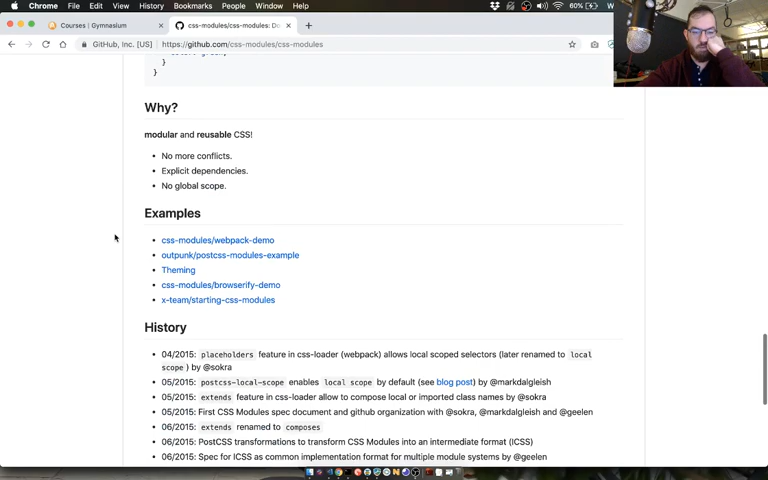 Chrome File Edit View History Bookmarks People Window Help
60%
Courses | Gymnasium
css-modules/css-modules: Do
GitHub, Inc. [US] https://github.com/css-modules/css-modules
}
}
Why?
modular and reusable CSS!
No more conflicts.
Explicit dependencies.
No global scope.
Examples
css-modules/webpack-demo
outpunk/postcss-modules-example
Theming
css-modules/browserify-demo
x-team/starting-css-modules
History
04/2015: placeholders feature in css-loader (webpack) allows local scoped selectors (later renamed to local
scope ) by @sokra
05/2015: postcss-local-scope enables local scope by default (see blog post) by @markdalgleish
05/2015: extends feature in css-loader allow to compose local or imported class names by @sokra
05/2015: First CSS Modules spec document and github organization with @sokra, @markdalgleish and @geelen
06/2015: extends renamed to composes
06/2015: PostCSS transformations to transform CSS Modules into an intermediate format (ICSS)
06/2015: Spec for ICSS as common implementation format for multiple module systems by @geelen